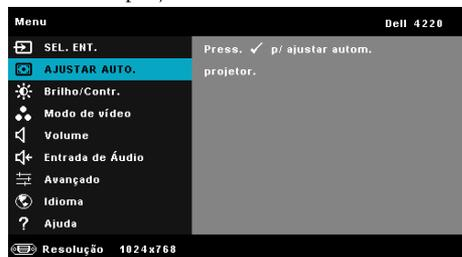 Menu
Dell 4220
SEL. ENT.
AJUSTAR AUTO.
Brilho/Contr.
Modo de vídeo
Volume
Entrada de Áudio
Avançado
Idioma
? Ajuda
Press. ✓ p/ ajustar autom.
projetor.
Resolução 1024x768